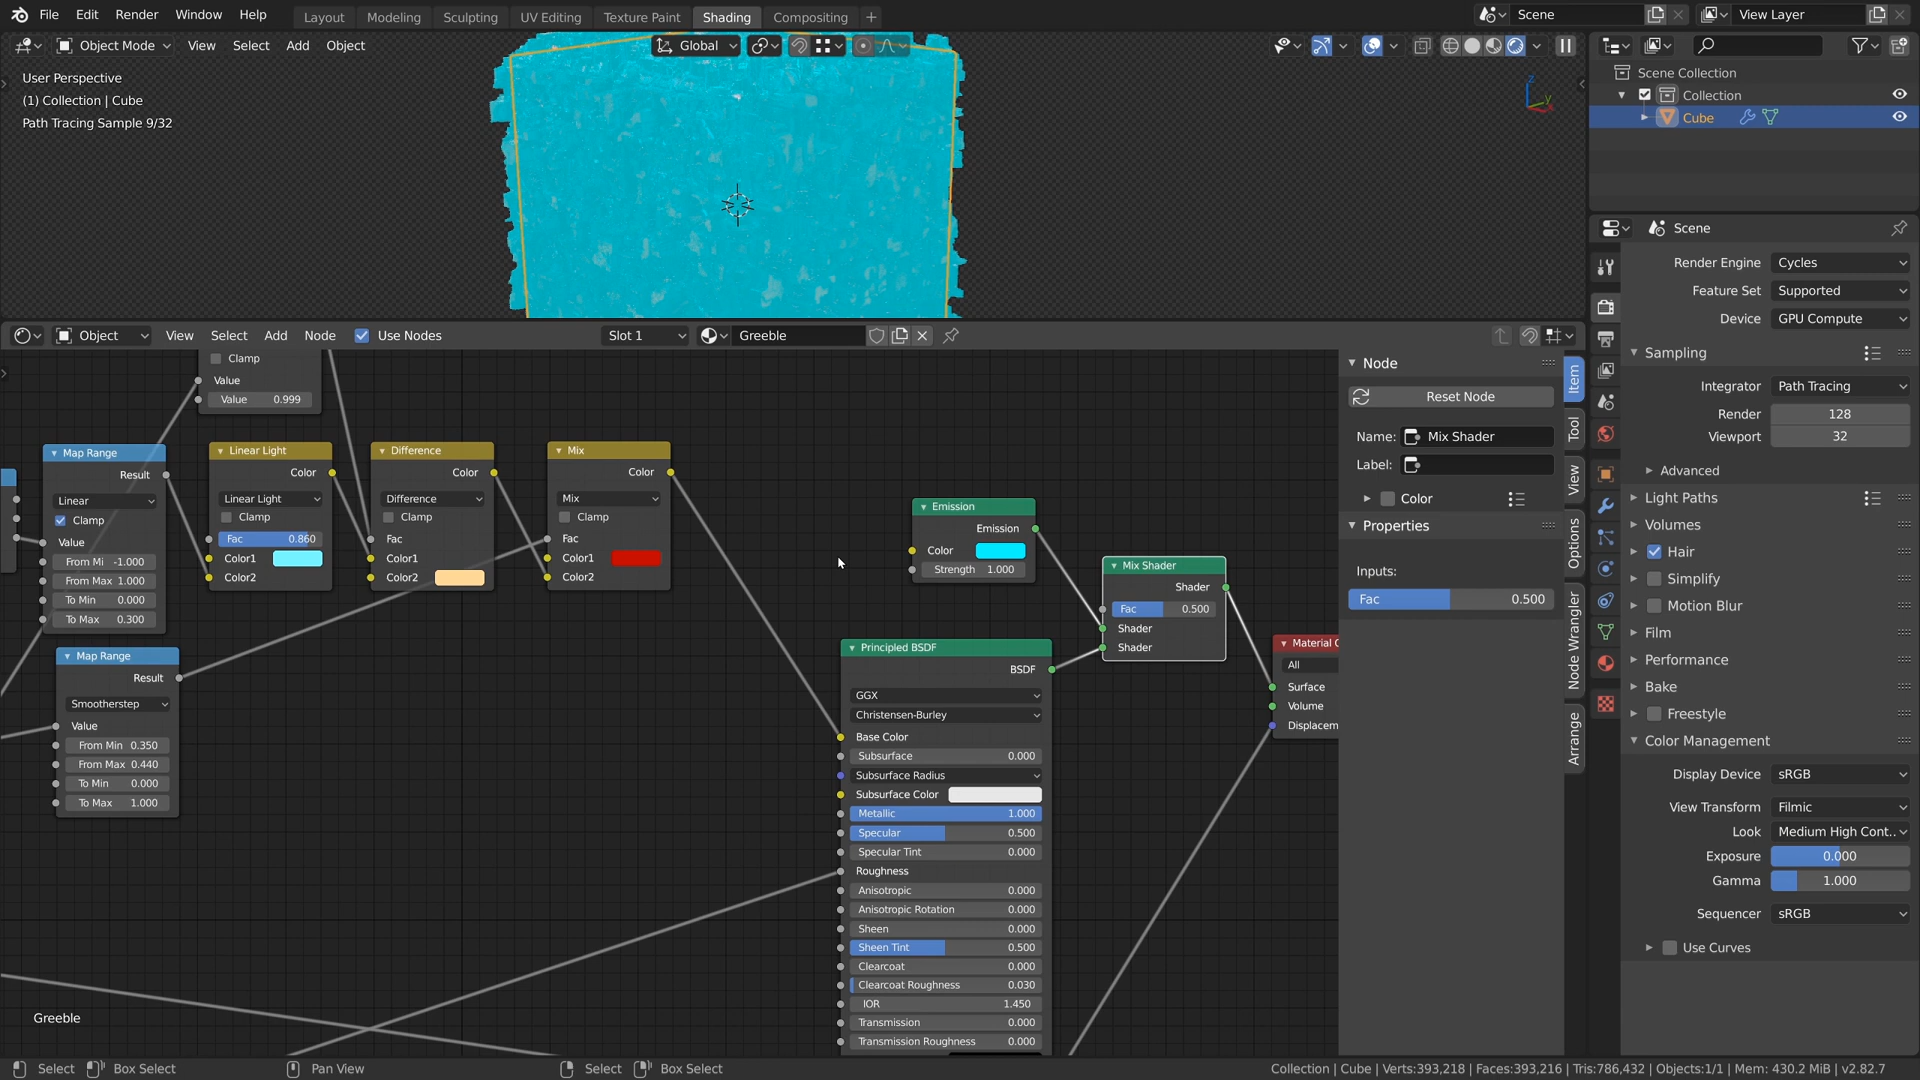 File Edit Render Window Help Layout Modeling Sculpting UV Editing Texture Paint Shading Compositing + Scene View Layer
Object Mode View Select Add Object Global
User Perspective
(1) Collection | Cube
Path Tracing Sample 9/32
Z
Y
Scene Collection
Collection
Cube
Object View Select Add Node Use Nodes Slot 1 Greeble
Clamp
Value
Value 0.999
Map Range
Result
Linear
Clamp
Value
From Mi -1.000
From Max 1.000
To Min 0.000
To Max 0.300
Map Range
Result
Smootherstep
Value
From Min 0.350
From Max 0.440
To Min 0.000
To Max 1.000
Linear Light
Color
Linear Light
Clamp
Fac 0.860
Color1
Color2
Difference
Color
Difference
Clamp
Fac
Color1
Color2
Mix
Color
Mix
Clamp
Fac
Color1
Color2
Emission
Emission
Color
Strength 1.000
Mix Shader
Shader
Fac 0.500
Shader
Shader
Principled BSDF
BSDF
GGX
Christensen-Burley
Base Color
Subsurface 0.000
Subsurface Radius
Subsurface Color
Metallic 1.000
Specular 0.500
Specular Tint 0.000
Roughness
Anisotropic 0.000
Anisotropic Rotation 0.000
Sheen 0.000
Sheen Tint 0.500
Clearcoat 0.000
Clearcoat Roughness 0.030
IOR 1.450
Transmission 0.000
Transmission Roughness 0.000
Material O
All
Surface
Volume
Displacem
Greeble
Node
Reset Node
Name: Mix Shader
Label:
Color
Properties
Inputs:
Fac 0.500
Item
Tool
View
Options
Node Wrangler
Arrange
Scene
Render Engine Cycles
Feature Set Supported
Device GPU Compute
Sampling
Integrator Path Tracing
Render 128
Viewport 32
Advanced
Light Paths
Volumes
Hair
Simplify
Motion Blur
Film
Performance
Bake
Freestyle
Color Management
Display Device sRGB
View Transform Filmic
Look Medium High Cont..
Exposure 0.000
Gamma 1.000
Sequencer sRGB
Use Curves
Select Box Select Pan View Select Box Select Collection | Cube | Verts:393,218 | Faces:393,216 | Tris:786,432 | Objects:1/1 | Mem: 430.2 MiB | v2.82.7